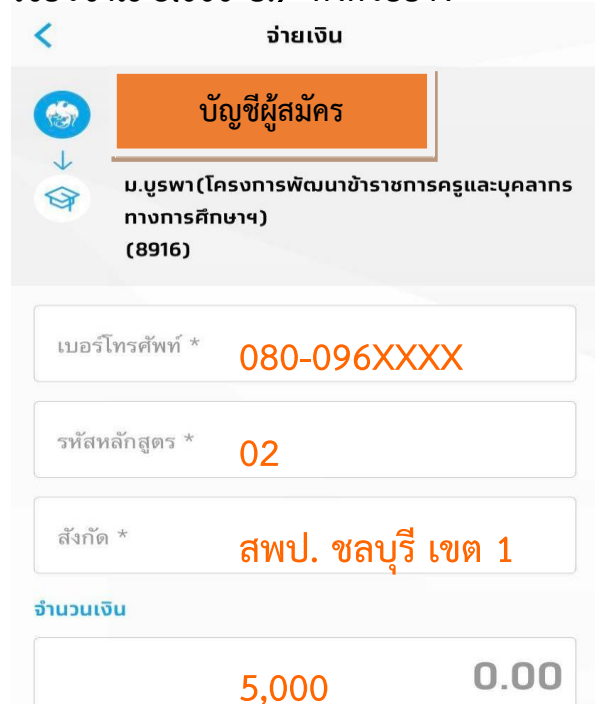 จ่ายเงิน
บัญชีผู้สมัคร
ม.บูรพา(โครงการพัฒนาข้าราชการครูและบุคลากร
ทางการศึกษาฯ)
(8916)
เบอร์โทรศัพท์ * 080-096XXXX
รหัสหลักสูตร * 02
สังกัด * สพป. ชลบุรี เขต 1
จำนวนเงิน
5,000 0.00